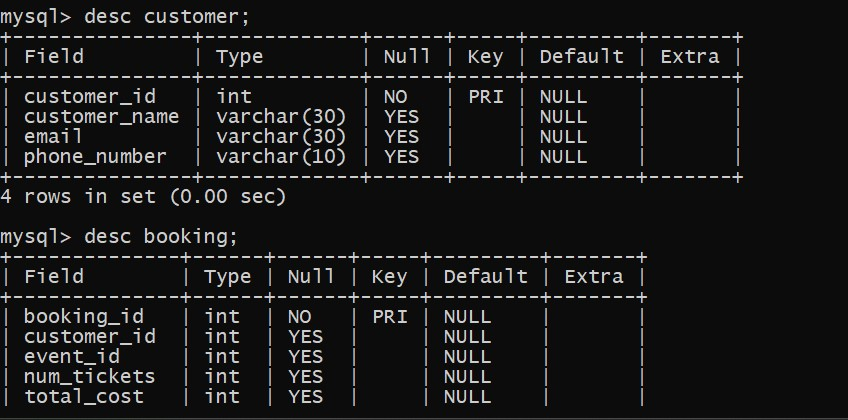 mysql> desc customer;
+---------------+-------------+------+-----+---------+-------+
| Field         | Type        | Null | Key | Default | Extra |
+---------------+-------------+------+-----+---------+-------+
| customer_id   | int         | NO   | PRI | NULL    |       |
| customer_name | varchar(30) | YES  |     | NULL    |       |
| email         | varchar(30) | YES  |     | NULL    |       |
| phone_number  | varchar(10) | YES  |     | NULL    |       |
+---------------+-------------+------+-----+---------+-------+
4 rows in set (0.00 sec)
mysql> desc booking;
+-------------+------+------+-----+---------+-------+
| Field       | Type | Null | Key | Default | Extra |
+-------------+------+------+-----+---------+-------+
| booking_id  | int  | NO   | PRI | NULL    |       |
| customer_id | int  | YES  |     | NULL    |       |
| event_id    | int  | YES  |     | NULL    |       |
| num_tickets | int  | YES  |     | NULL    |       |
| total_cost  | int  | YES  |     | NULL    |       |